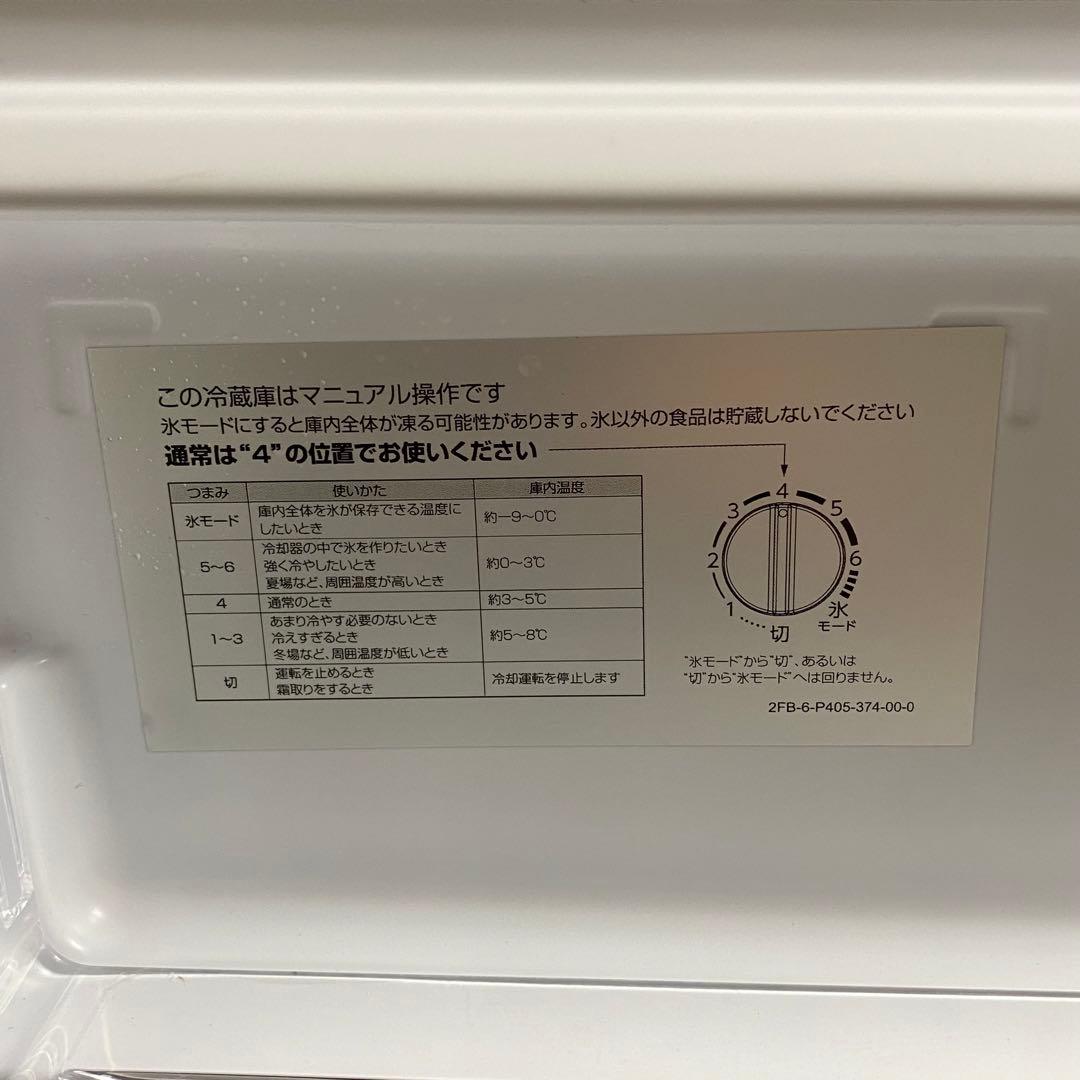 この冷蔵庫はマニュアル操作です
氷モードにすると庫内全体が凍る可能性があります。氷以外の食品は貯蔵しないでください
通常は"4"の位置でお使いください
つまみ 使いかた 庫内温度
氷モード 庫内全体を氷が保存できる温度に 約−9〜0℃
したいとき
冷却器の中で氷を作りたいとき
5〜6 強く冷やしたいとき 約0〜3℃
夏場など、周囲温度が高いとき
4 通常のとき 約3〜5℃
あまり冷やす必要のないとき
1〜3 冷えすぎるとき 約5〜8℃
冬場など、周囲温度が低いとき
切 運転を止めるとき 冷却運転を停止します
霜取りをするとき
4
3 5
2 6
1 氷
切 モード
"氷モード"から"切"、あるいは
"切"から"氷モード"へは回りません。
2FB-6-P405-374-00-0